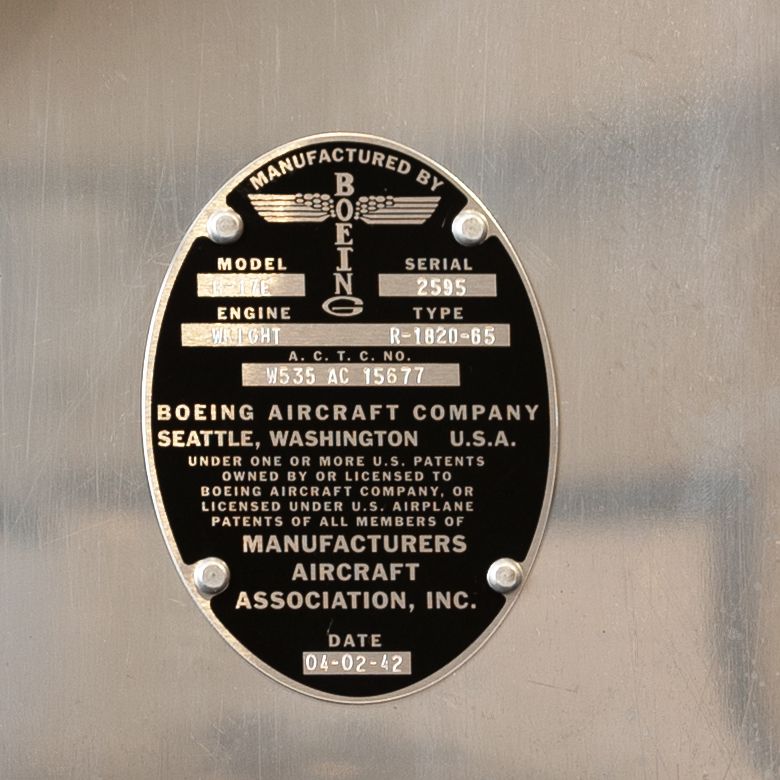 MANUFACTURED BY
BOEING
MODEL SERIAL
B-17E 2595
ENGINE TYPE
WRIGHT R-1820-65
A. C. T. C. NO.
W535 AC 15677
BOEING AIRCRAFT COMPANY
SEATTLE, WASHINGTON U.S.A.
UNDER ONE OR MORE U.S. PATENTS
OWNED BY OR LICENSED TO
BOEING AIRCRAFT COMPANY, OR
LICENSED UNDER U.S. AIRPLANE
PATENTS OF ALL MEMBERS OF
MANUFACTURERS
AIRCRAFT
ASSOCIATION, INC.
DATE
04-02-42